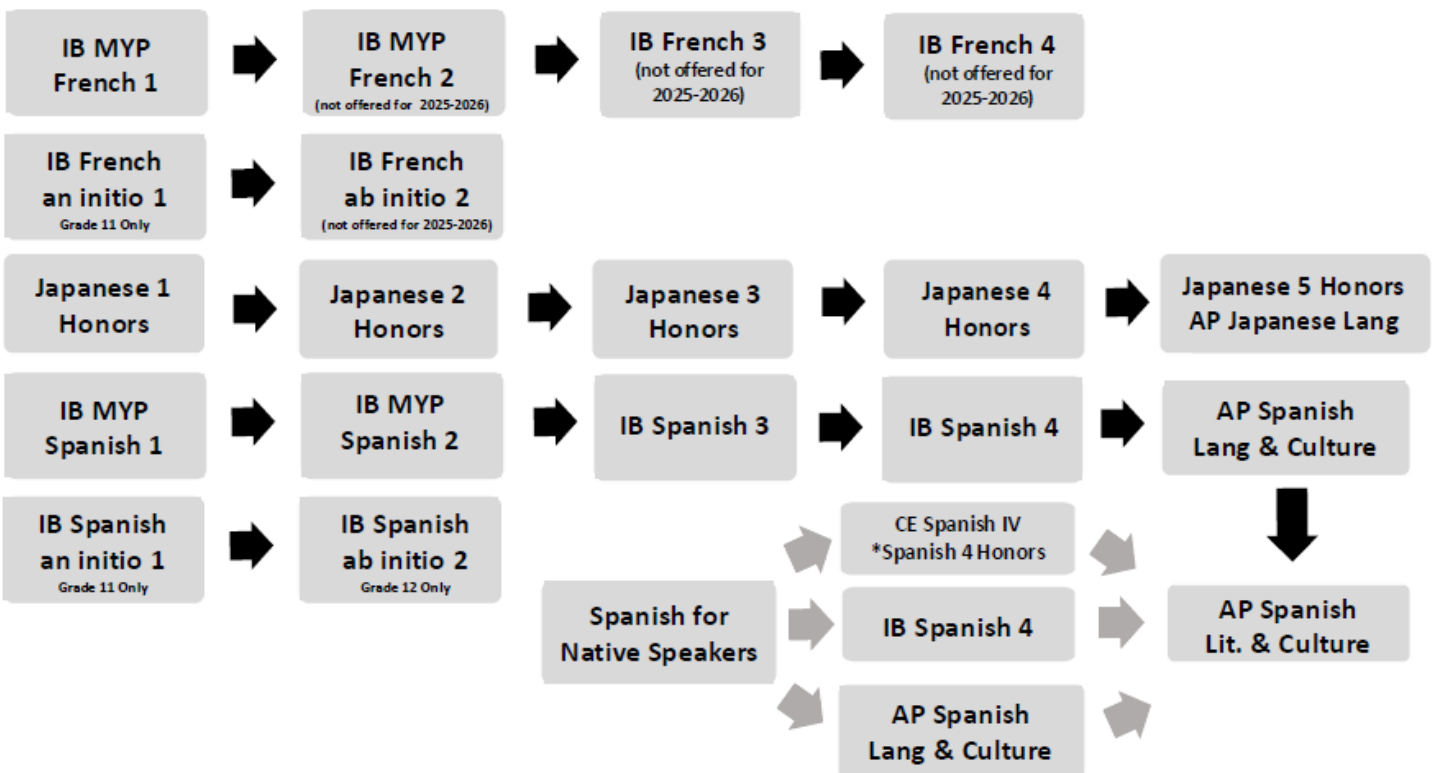 IB MYP
French 1
IB MYP
French 2
(not offered for 2025-2026)
IB French 3
(not offered for
2025-2026)
IB French 4
(not offered for
2025-2026)
IB French
an initio 1
Grade 11 Only
IB French
ab initio 2
(not offered for 2025-2026)
Japanese 1
Honors
Japanese 2
Honors
Japanese 3
Honors
Japanese 4
Honors
Japanese 5 Honors
AP Japanese Lang
IB MYP
Spanish 1
IB MYP
Spanish 2
IB Spanish 3
IB Spanish 4
AP Spanish
Lang & Culture
IB Spanish
an initio 1
Grade 11 Only
IB Spanish
ab initio 2
Grade 12 Only
Spanish for
Native Speakers
CE Spanish IV
*Spanish 4 Honors
IB Spanish 4
AP Spanish
Lang & Culture
AP Spanish
Lit. & Culture